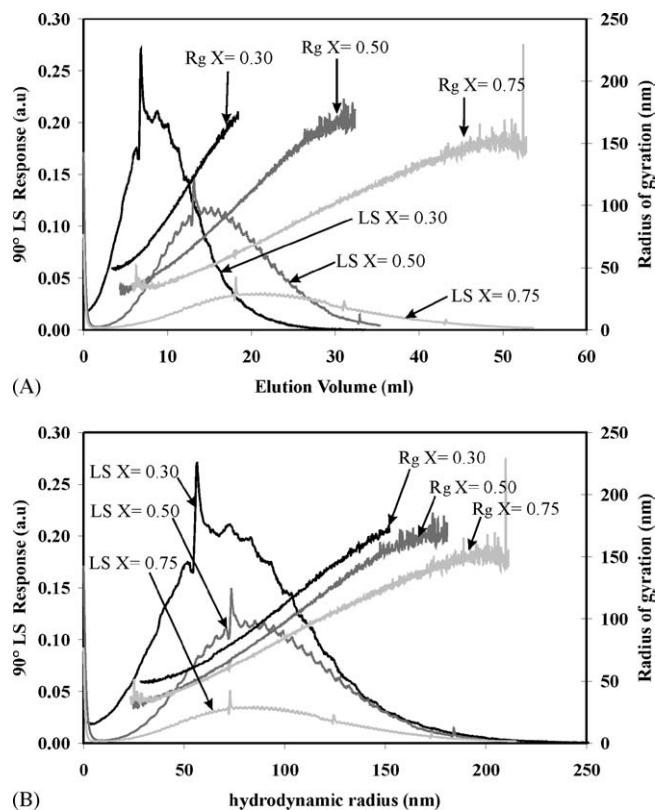 0.30
0.25
0.20
0.15
0.10
0.05
0.00
90° LS Response (a.u)
Rg X= 0.30
Rg X= 0.50
Rg X= 0.75
LS X= 0.30
LS X= 0.50
LS X= 0.75
250
200
150
100
50
0
Radius of gyration (nm)
0 10 20 30 40 50 60
(A) Elution Volume (ml)
0.30
0.25
0.20
0.15
0.10
0.05
0.00
90° LS Response (a.u)
LS X= 0.30
LS X= 0.50
LS X= 0.75
Rg X= 0.30
Rg X= 0.50
Rg X= 0.75
250
200
150
100
50
0
Radius of gyration (nm)
0 50 100 150 200 250
(B) hydrodynamic radius (nm)